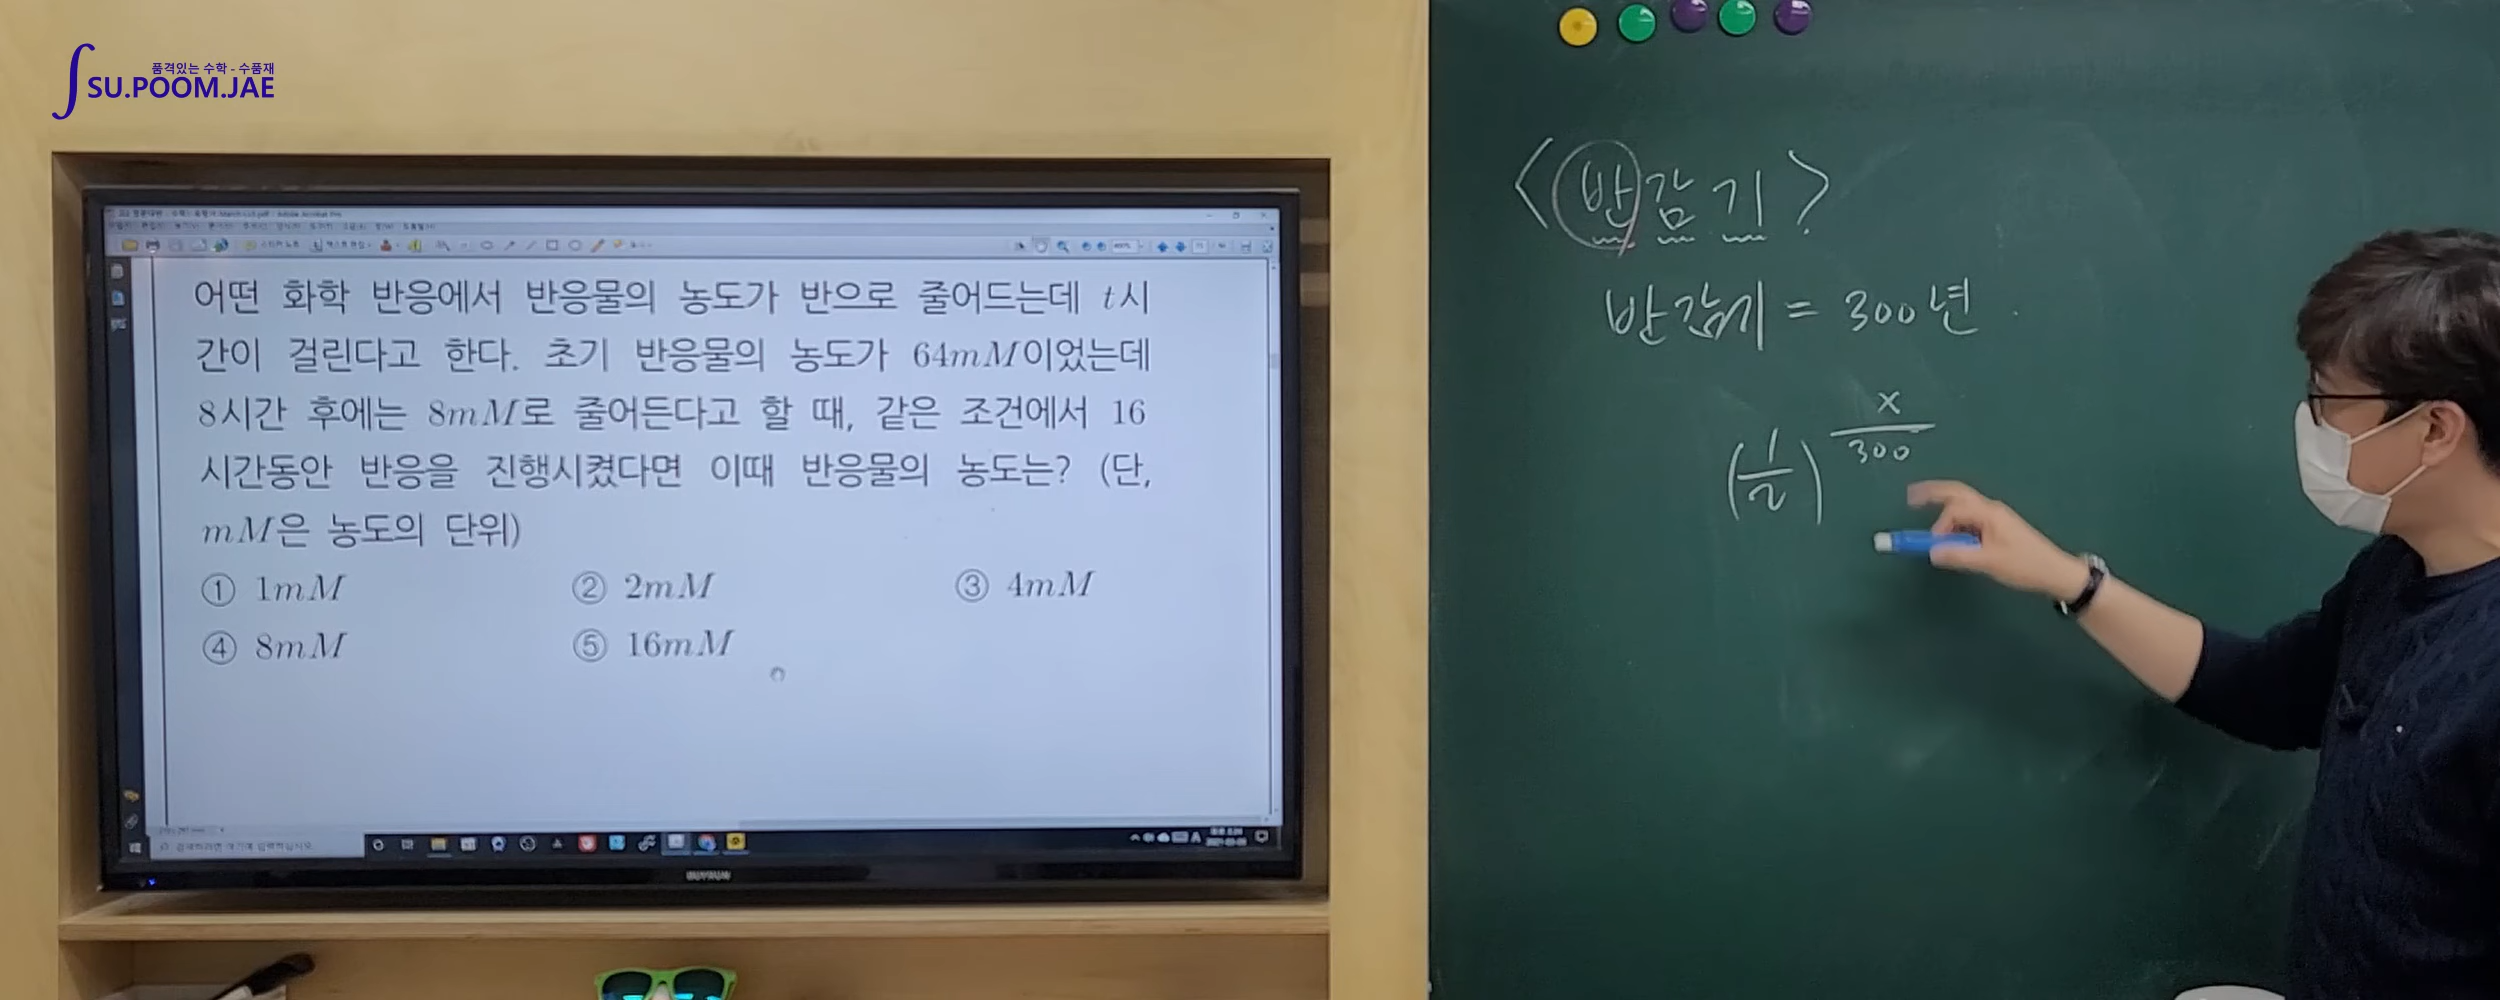 품격있는 수학 - 수품재
SU.POOM.JAE
어떤 화학 반응에서 반응물의 농도가 반으로 줄어드는데 t시
간이 걸린다고 한다. 초기 반응물의 농도가 64mM이었는데
8시간 후에는 8mM로 줄어든다고 할 때, 같은 조건에서 16
시간동안 반응을 진행시켰다면 이때 반응물의 농도는? (단,
mM은 농도의 단위)
① 1mM ② 2mM ③ 4mM
④ 8mM ⑤ 16mM
<반감기>
반감기 = 300년
(1/2)^(x/300)